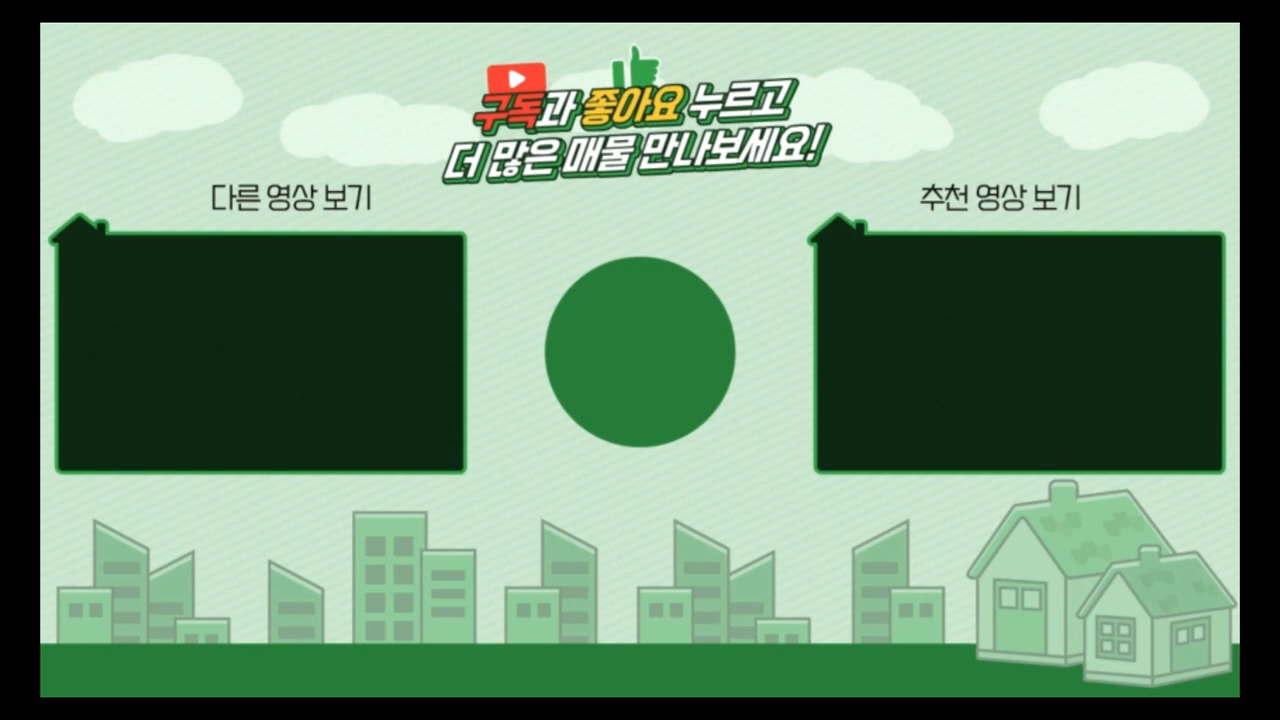 구독과 좋아요 누르고
더 많은 매물 만나보세요!
다른 영상 보기
추천 영상 보기